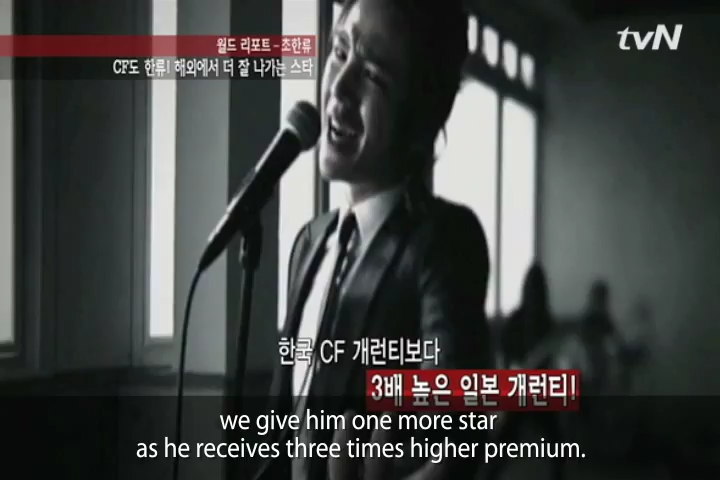 월드 리포트 - 초한류
tvN
CF도 한류! 해외에서 더 잘 나가는 스타
한국 CF 개런티보다
3배 높은 일본 개런티!
we give him one more star
as he receives three times higher premium.